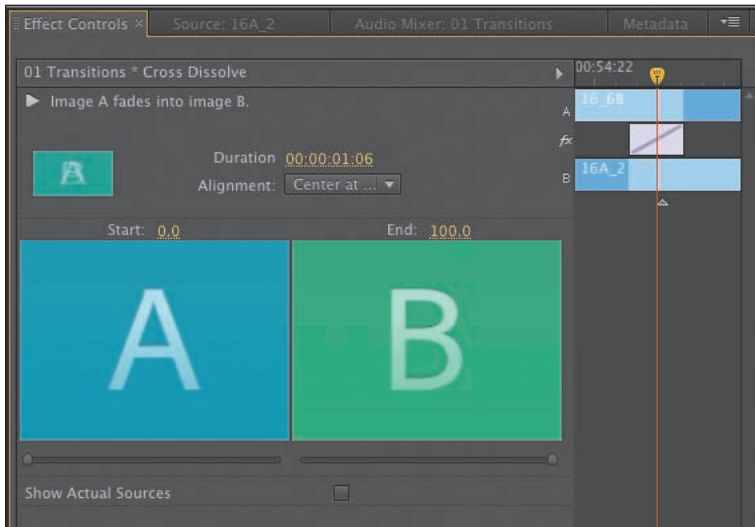 Effect Controls × Source: 16A_2 Audio Mixer: 01 Transitions Metadata
01 Transitions * Cross Dissolve
00:54:22
Image A fades into image B.
A 16_6B
fx
Duration 00:00:01:06
Alignment: Center at ...
B 16A_2
Start: 0.0 End: 100.0
A B
Show Actual Sources